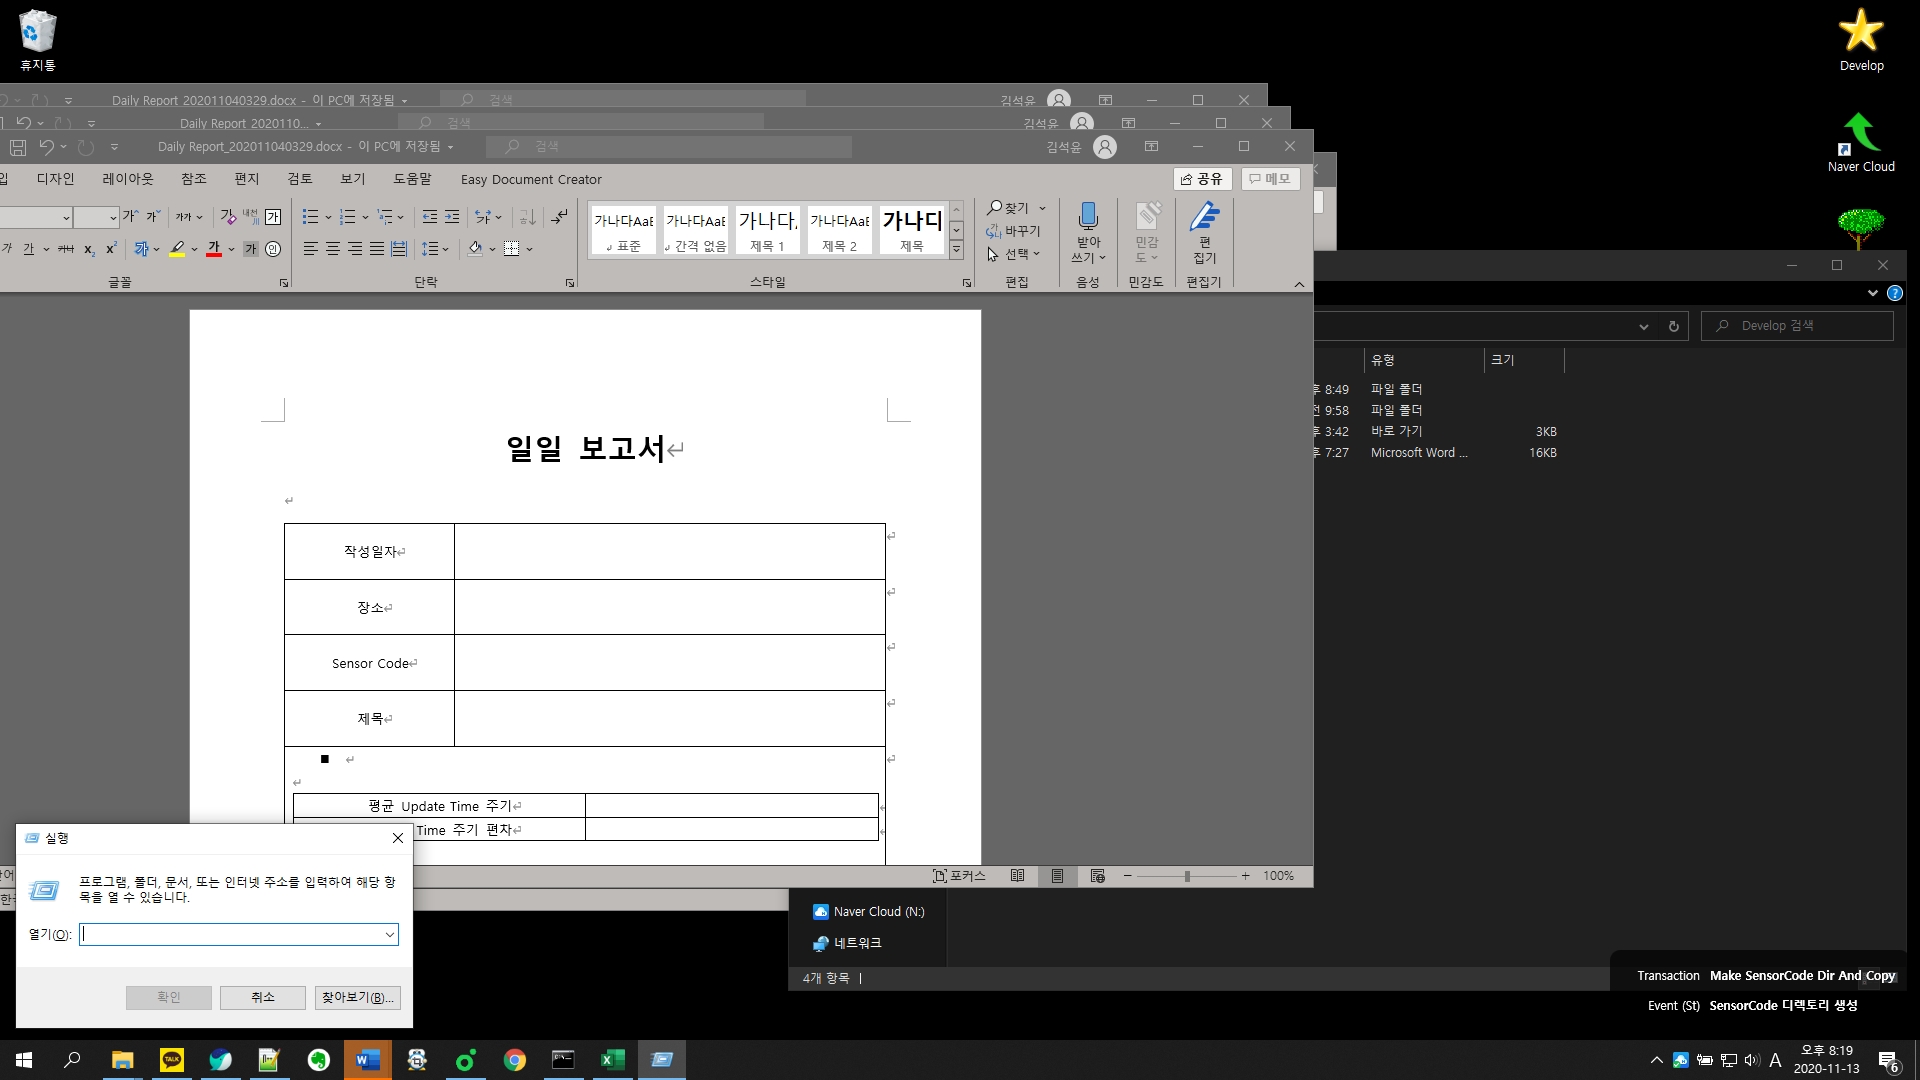 휴지통
Develop
Naver Cloud
Daily Report_202011040329.docx - 이 PC에 저장됨
검색
김석윤
Daily Report_2020110...
검색
김석윤
Daily Report_202011040329.docx - 이 PC에 저장됨
검색
김석윤
입 디자인 레이아웃 참조 편지 검토 보기 도움말 Easy Document Creator
공유 메모
가나다AaB 가나다AaB 가나다 가나다AaB 가나디
표준 간격 없음 제목 1 제목 2 제목
찾기
바꾸기
선택
받아
쓰기
민감
도
편
집기
글꼴 단락 스타일 편집 음성 민감도 편집기
일일 보고서
작성일자
장소
Sensor Code
제목
평균 Update Time 주기
Time 주기 편차
포커스 100%
Develop 검색
유형 크기
8:49 파일 폴더
9:58 파일 폴더
3:42 바로 가기 3KB
7:27 Microsoft Word ... 16KB
Naver Cloud (N:)
네트워크
4개 항목
실행
프로그램, 폴더, 문서, 또는 인터넷 주소를 입력하여 해당 항
목을 열 수 있습니다.
열기(O):
확인 취소 찾아보기(B)...
Transaction Make SensorCode Dir And Copy
Event (St) SensorCode 디렉토리 생성
TALK
A
오후 8:19
2020-11-13
6